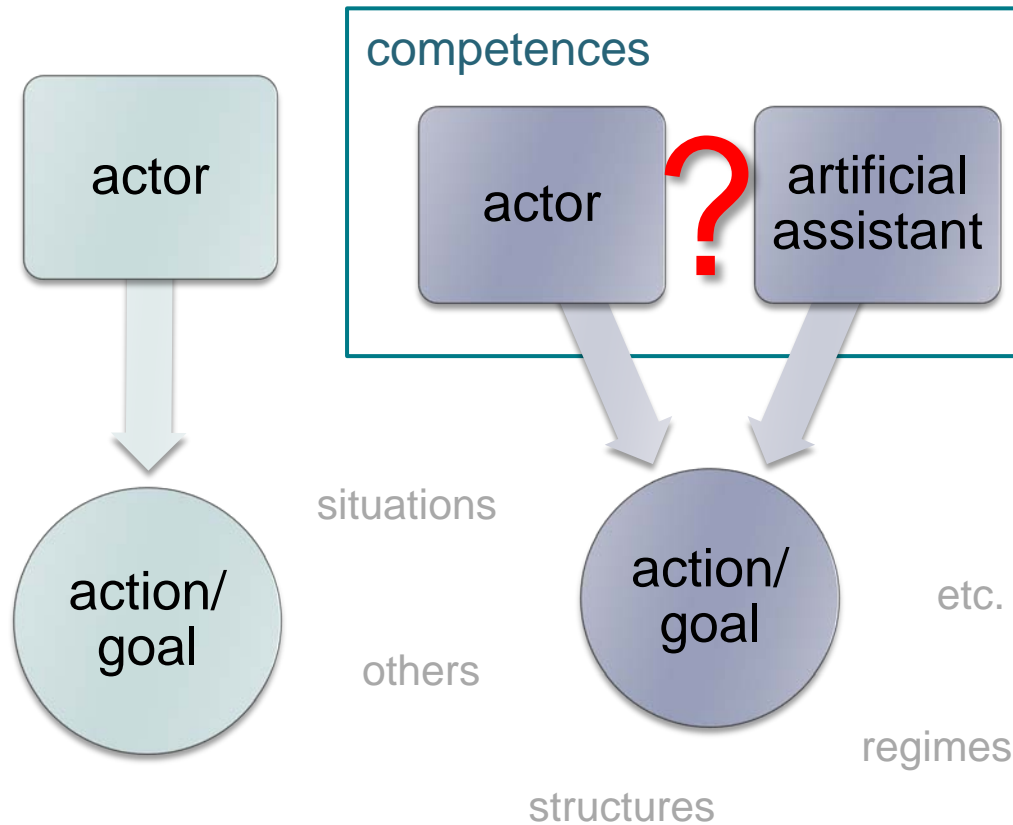 competences
actor
actor
?
artificial
assistant
situations
action/
goal
action/
goal
etc.
others
regimes
structures